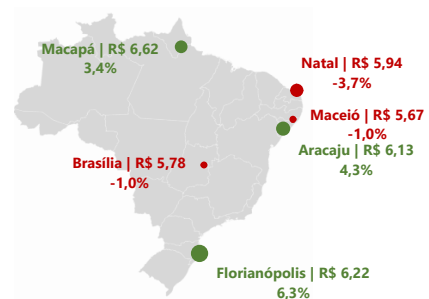 Macapá | R$ 6,62
3,4%
Natal | R$ 5,94
-3,7%
Maceió | R$ 5,67
-1,0%
Aracaju | R$ 6,13
4,3%
Brasília | R$ 5,78
-1,0%
Florianópolis | R$ 6,22
6,3%